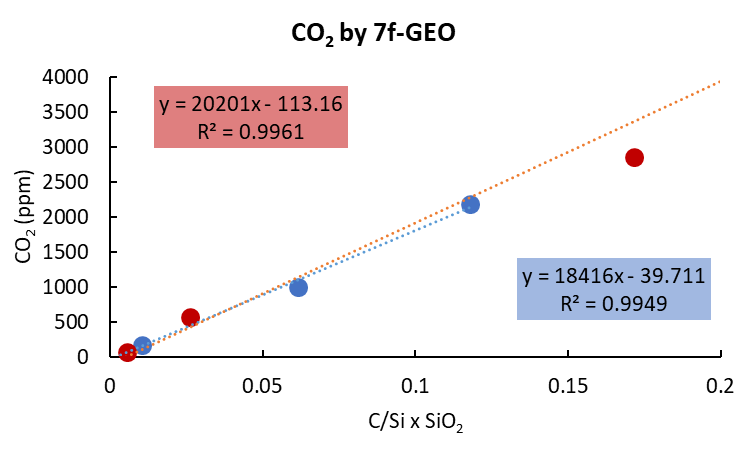 CO₂ by 7f-GEO
4000
3500
3000
2500
2000
1500
1000
500
0
CO₂ (ppm)
y = 20201x - 113.16
R² = 0.9961
y = 18416x - 39.711
R² = 0.9949
0 0.05 0.1 0.15 0.2
C/Si x SiO₂